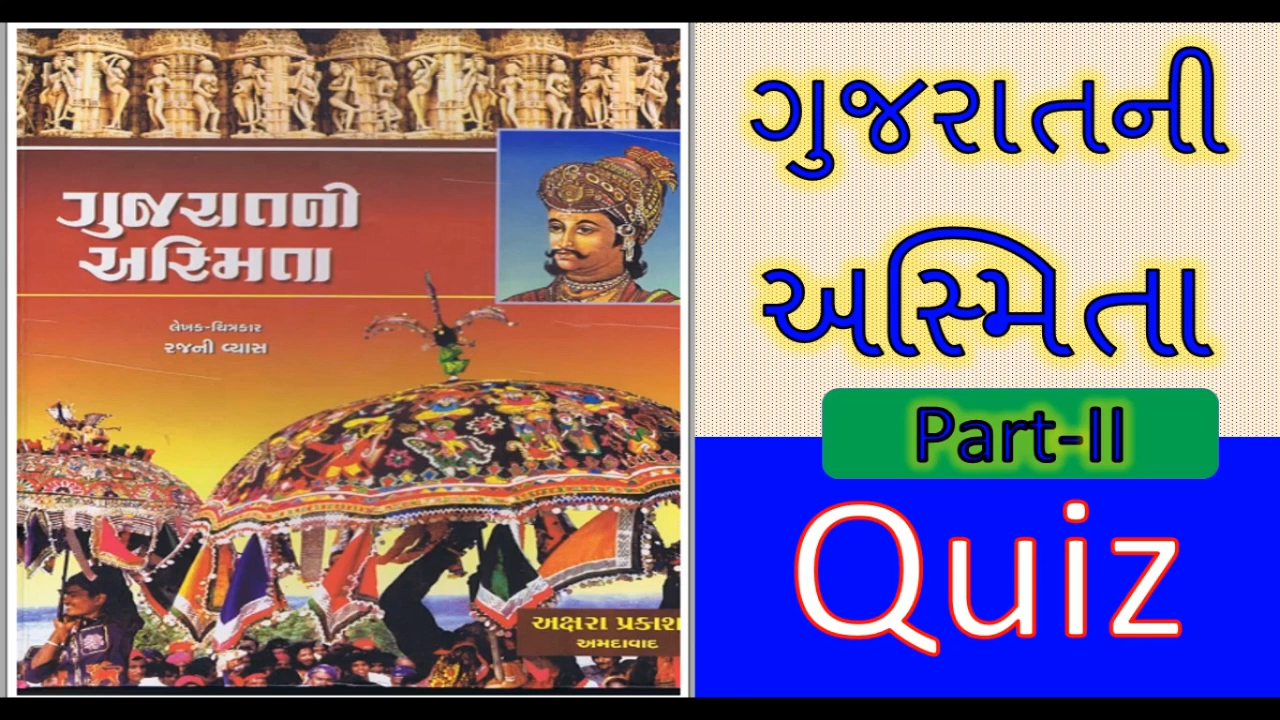 ગુજરાતની
અસ્મિતા
લેખક-ચિત્રકાર
રજની વ્યાસ
અક્ષરા પ્રકાશ
અમદાવાદ
ગુજરાતની
અસ્મિતા
Part-II
Quiz